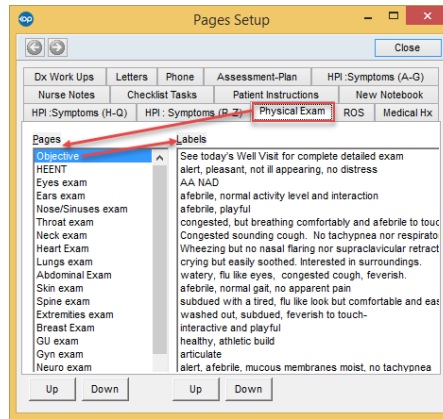 OP
Pages Setup
Close
Dx Work Ups Letters Phone Assessment-Plan HPI :Symptoms (A-G)
Nurse Notes Checklist Tasks Patient Instructions New Notebook
HPI :Symptoms (H-Q) HPI : Symptoms (R-Z) Physical Exam ROS Medical Hx
Pages
Objective
HEENT
Eyes exam
Ears exam
Nose/Sinuses exam
Throat exam
Neck exam
Heart Exam
Lungs exam
Abdominal Exam
Skin exam
Spine exam
Extremities exam
Breast Exam
GU exam
Gyn exam
Neuro exam
Labels
See today's Well Visit for complete detailed exam
alert, pleasant, not ill appearing, no distress
AA NAD
afebrile, normal activity level and interaction
afebrile, playful
congested, but breathing comfortably and afebrile to touc
Congested sounding cough. No tachypnea nor respirato
Wheezing but no nasal flaring nor supraclavicular retract
crying but easily soothed. Interested in surroundings.
watery, flu like eyes, congested cough, feverish.
afebrile, normal gait, no apparent pain
subdued with a tired, flu like look but comfortable and eas
washed out, subdued, feverish to touch-
interactive and playful
healthy, athletic build
articulate
alert, afebrile, mucous membranes moist, no tachypnea
Up Down Up Down